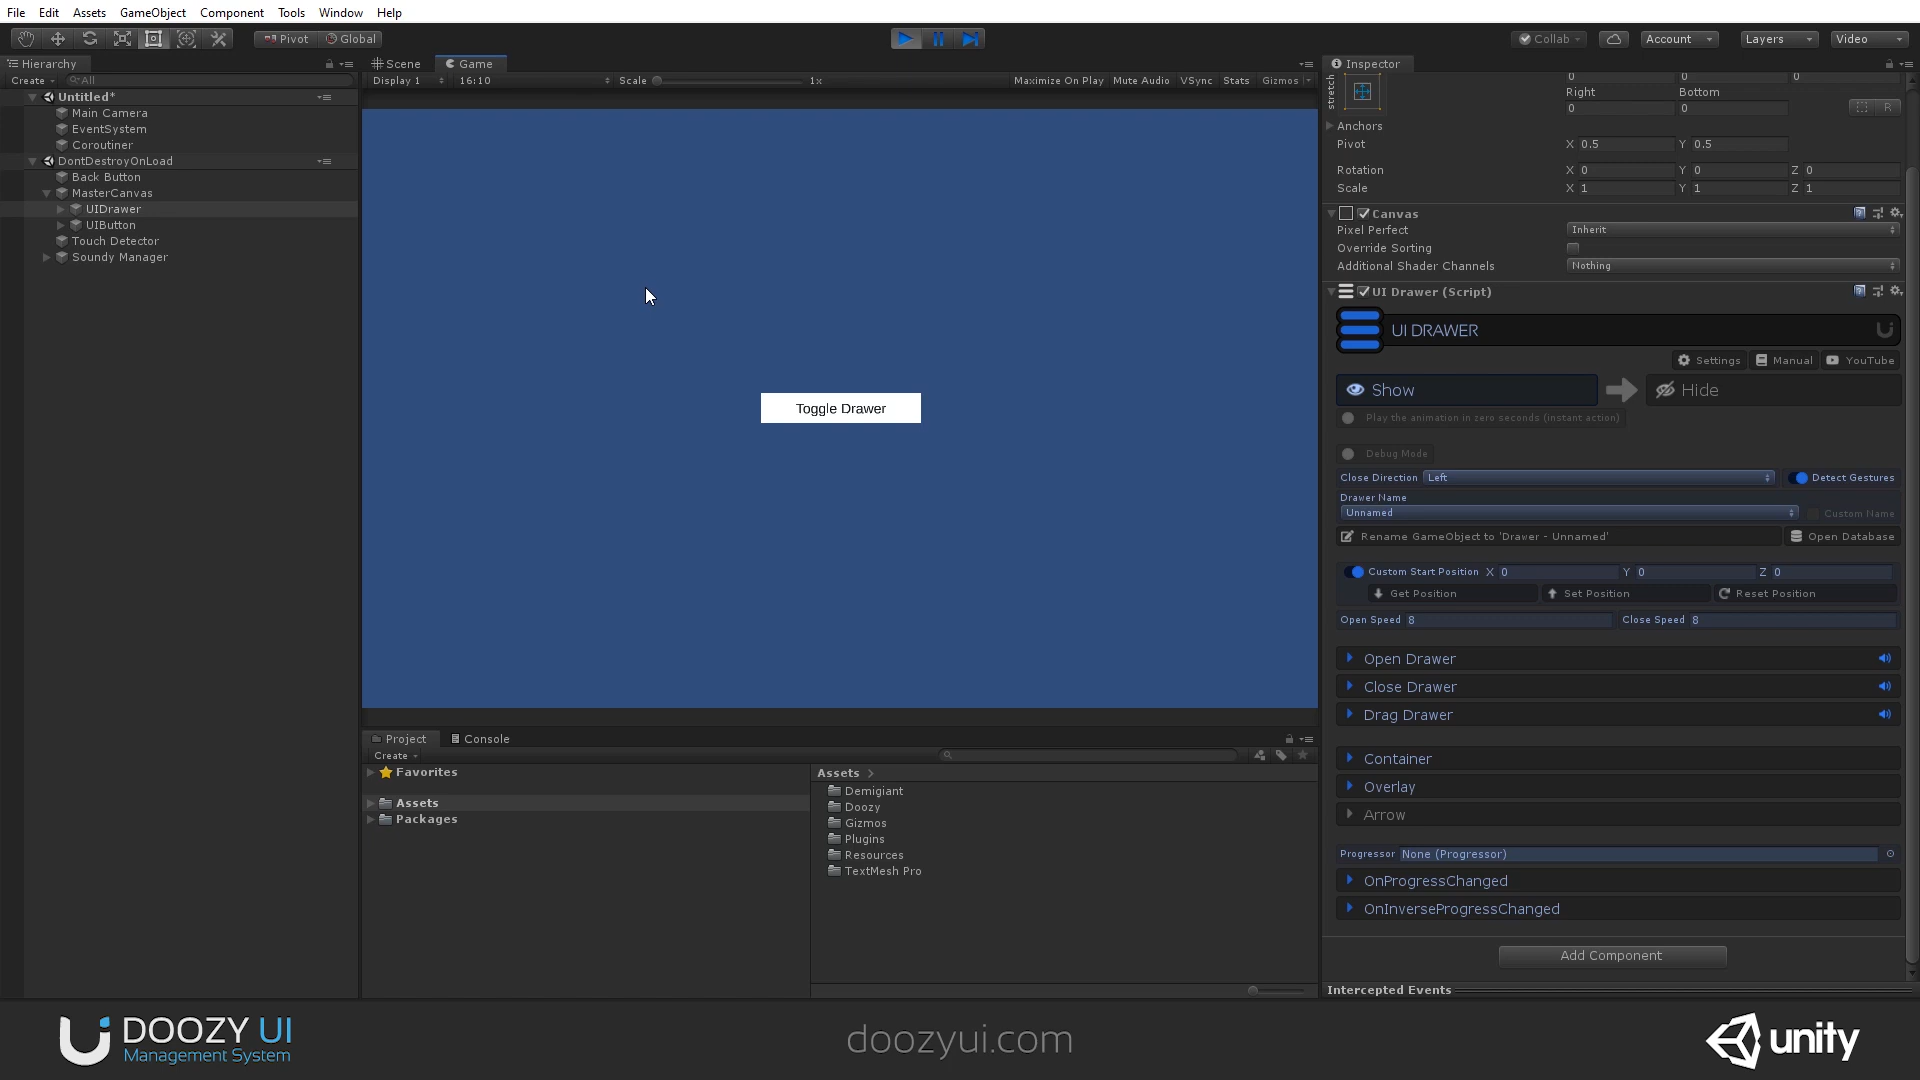 File Edit Assets GameObject Component Tools Window Help
Pivot Global Collab Account Layers Video
Hierarchy
Create All
Untitled*
Main Camera
EventSystem
Coroutiner
DontDestroyOnLoad
Back Button
MasterCanvas
UIDrawer
UIButton
Touch Detector
Soundy Manager
Scene Game
Display 1 16:10 Scale 1x Maximize On Play Mute Audio VSync Stats Gizmos
Toggle Drawer
Project Console
Create
Favorites
Assets
Packages
Assets
Demigiant
Doozy
Gizmos
Plugins
Resources
TextMesh Pro
Inspector
stretch
0 0 0
Right Bottom
0 0 R
Anchors
Pivot X 0.5 Y 0.5
Rotation X 0 Y 0 Z 0
Scale X 1 Y 1 Z 1
Canvas
Pixel Perfect Inherit
Override Sorting
Additional Shader Channels Nothing
UI Drawer (Script)
UI DRAWER
Settings Manual YouTube
Show Hide
Play the animation in zero seconds (instant action)
Debug Mode
Close Direction Left Detect Gestures
Drawer Name
Unnamed Custom Name
Rename GameObject to 'Drawer - Unnamed' Open Database
Custom Start Position X 0 Y 0 Z 0
Get Position Set Position Reset Position
Open Speed 8 Close Speed 8
Open Drawer
Close Drawer
Drag Drawer
Container
Overlay
Arrow
Progressor None (Progressor)
OnProgressChanged
OnInverseProgressChanged
Add Component
Intercepted Events
DOOZY UI
Management System
doozyui.com
unity